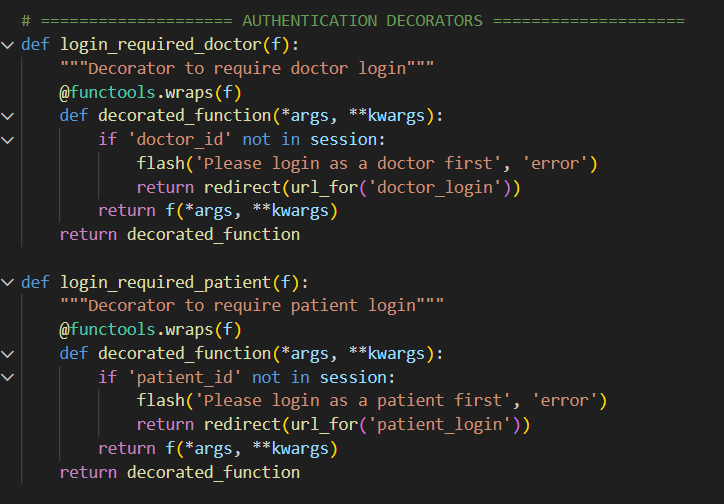 # ==================== AUTHENTICATION DECORATORS ====================
def login_required_doctor(f):
    """Decorator to require doctor login"""
    @functools.wraps(f)
    def decorated_function(*args, **kwargs):
        if 'doctor_id' not in session:
            flash('Please login as a doctor first', 'error')
            return redirect(url_for('doctor_login'))
        return f(*args, **kwargs)
    return decorated_function

def login_required_patient(f):
    """Decorator to require patient login"""
    @functools.wraps(f)
    def decorated_function(*args, **kwargs):
        if 'patient_id' not in session:
            flash('Please login as a patient first', 'error')
            return redirect(url_for('patient_login'))
        return f(*args, **kwargs)
    return decorated_function